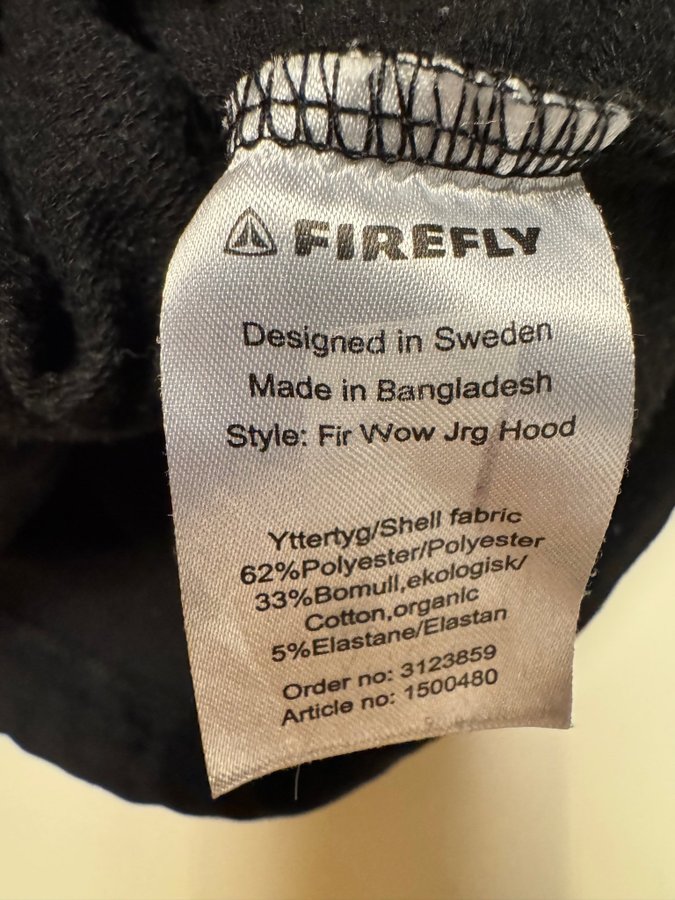 FIREFLY
Designed in Sweden
Made in Bangladesh
Style: Fir Wow Jrg Hood
Yttertyg/Shell fabric
62%Polyester/Polyester
33%Bomull,ekologisk/
Cotton,organic
5%Elastane/Elastan
Order no: 3123859
Article no: 1500480